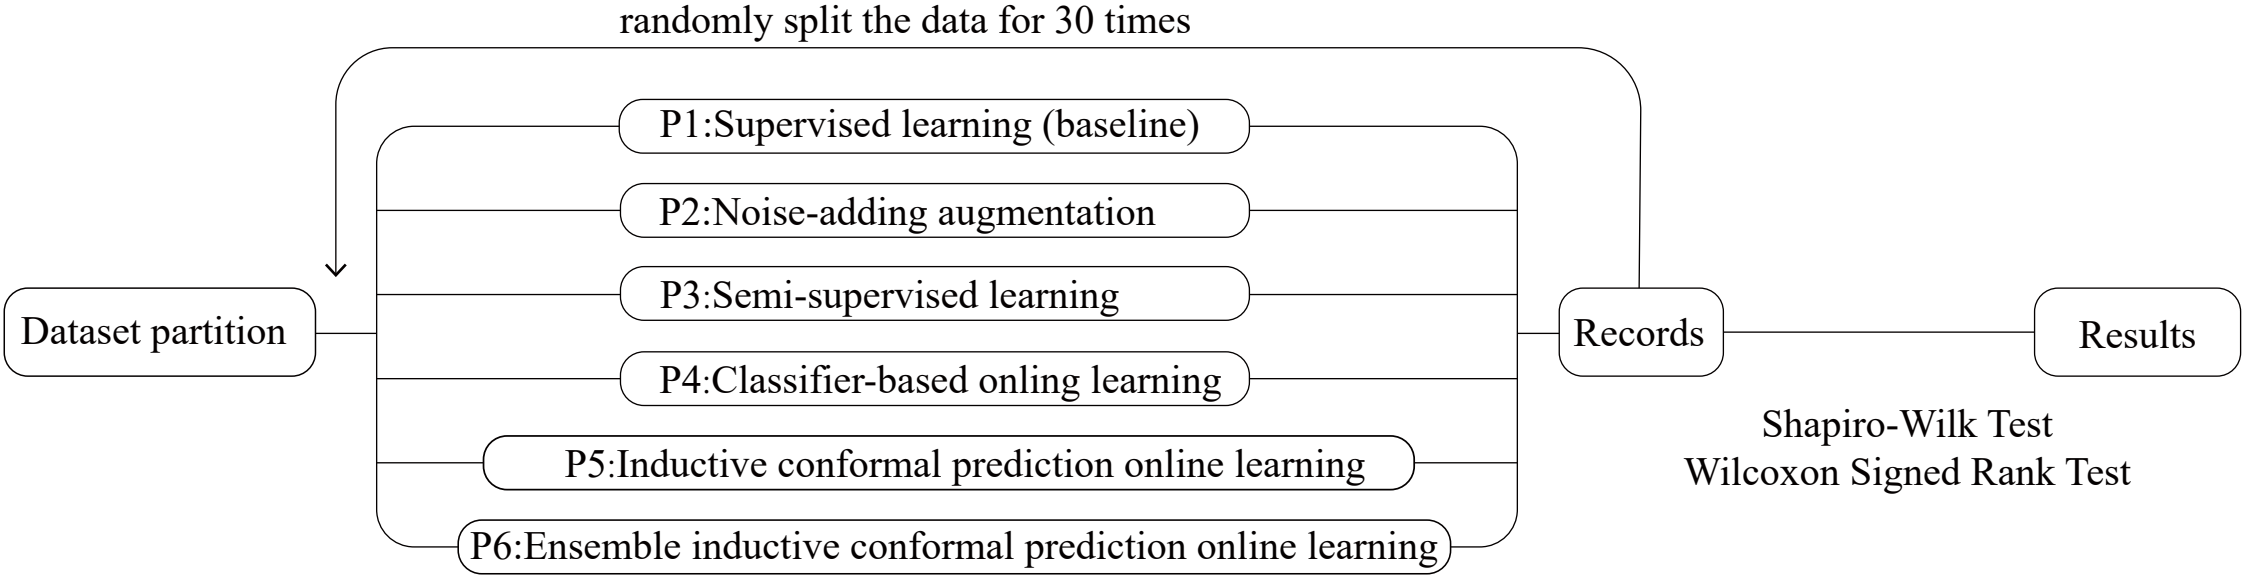 randomly split the data for 30 times
P1:Supervised learning (baseline)
P2:Noise-adding augmentation
P3:Semi-supervised learning
Dataset partition
Records
Results
P4:Classifier-based onling learning
Shapiro-Wilk Test
P5:Inductive conformal prediction online learning
Wilcoxon Signed Rank Test
P6:Ensemble inductive conformal prediction online learning